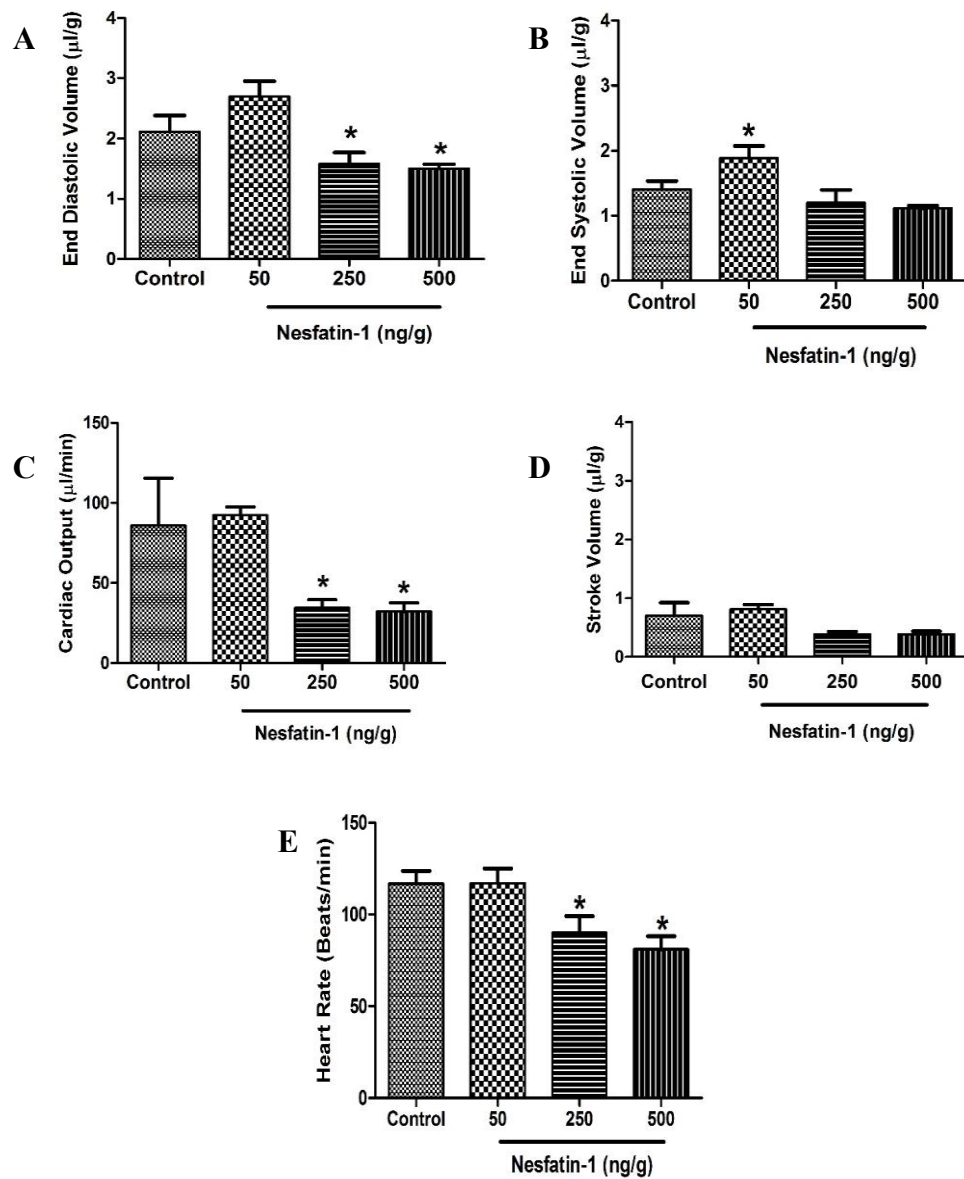 A
End Diastolic Volume (µl/g)
4
3
2
1
0
*
*
Control
50
250
500
Nesfatin-1 (ng/g)
B
End Systolic Volume (µl/g)
4
3
2
1
0
*
Control
50
250
500
Nesfatin-1 (ng/g)
C
Cardiac Output (µl/min)
150
100
50
0
*
*
Control
50
250
500
Nesfatin-1 (ng/g)
D
Stroke Volume (µl/g)
4
3
2
1
0
Control
50
250
500
Nesfatin-1 (ng/g)
E
Heart Rate (Beats/min)
150
100
50
0
*
*
Control
50
250
500
Nesfatin-1 (ng/g)